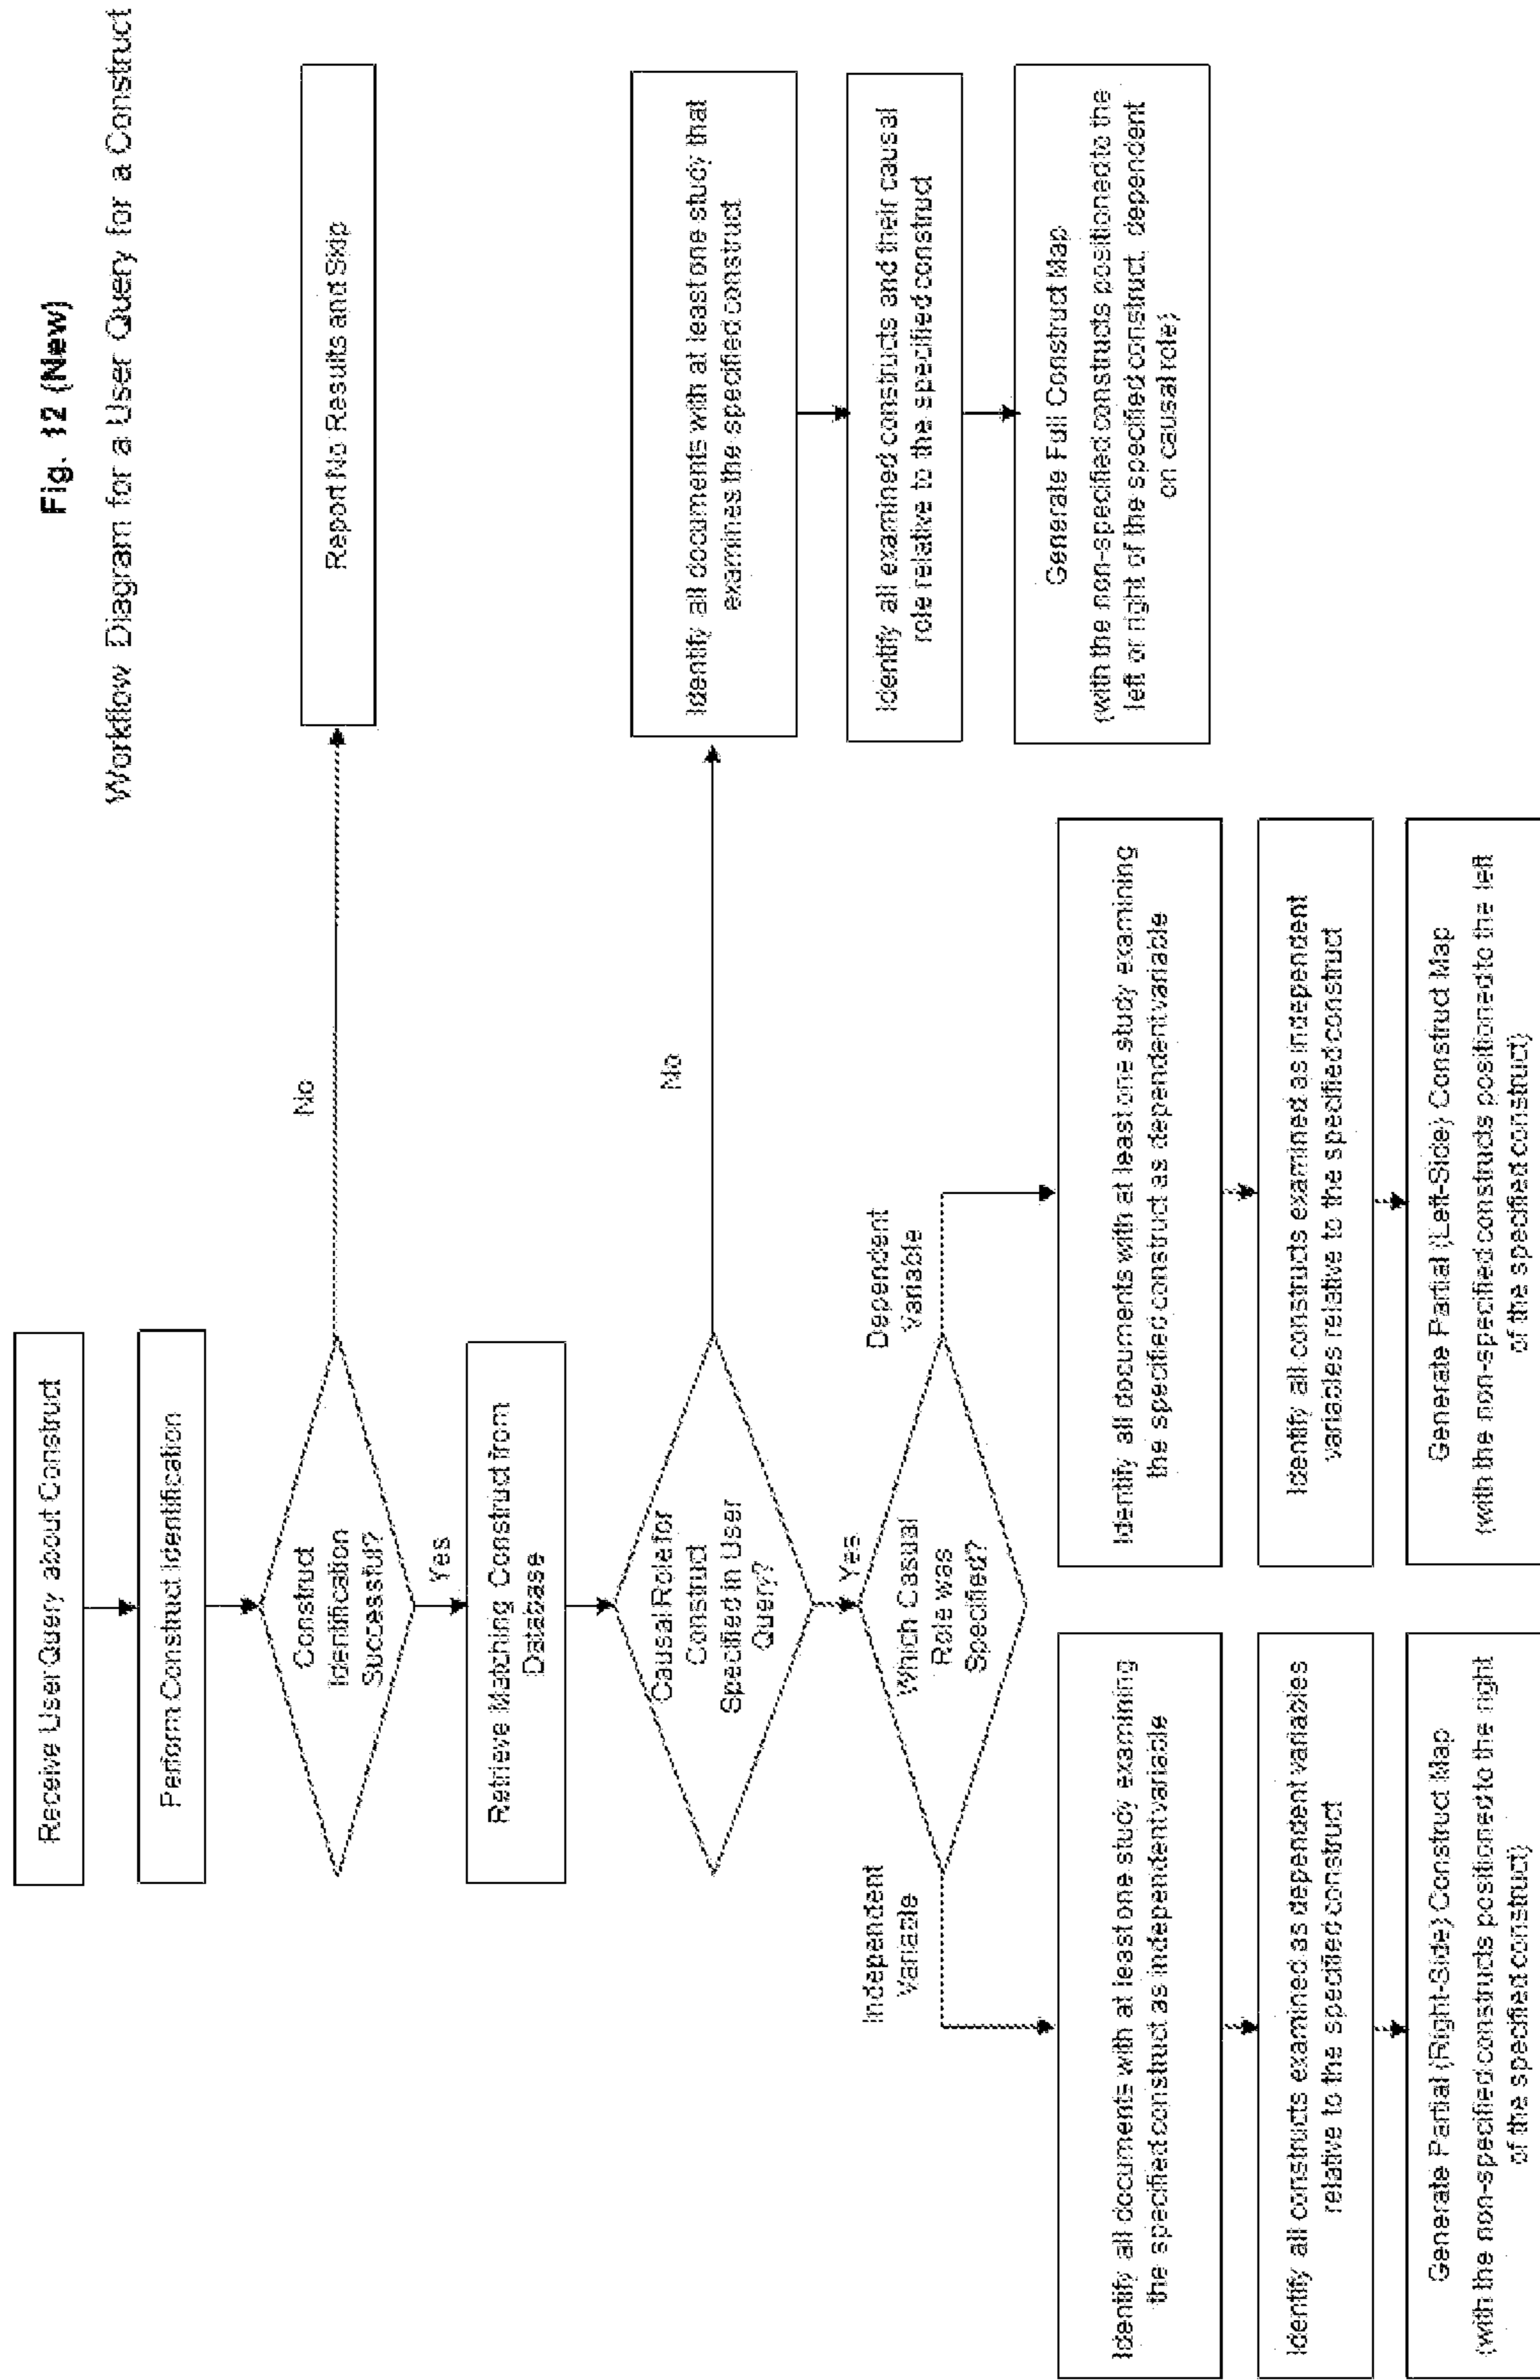 Fig. 12 (New)
Workflow Diagram for a User Query for a Construct
Receive User Query about Construct
Perform Construct Identification
Construct
Identification
Successful?
No
Report No Results and Skip
Yes
Retrieve Matching Construct from
Database
Causal Role for
Construct
Specified in User
Query?
No
Identify all documents with at least one study that
examines the specified construct
Identify all examined constructs and their causal
role relative to the specified construct
Generate Full Construct Map
(with the non-specified constructs positioned to the
left or right of the specified construct, dependent
on causal role)
Yes
Which Casual
Role was
Specified?
Independent
Variable
Dependent
Variable
Identify all documents with at least one study examining
the specified construct as independent variable
Identify all constructs examined as dependent variables
relative to the specified construct
Generate Partial (Right-Side) Construct Map
(with the non-specified constructs positioned to the right
of the specified construct)
Identify all documents with at least one study examining
the specified construct as dependent variable
Identify all constructs examined as independent
variables relative to the specified construct
Generate Partial (Left-Side) Construct Map
(with the non-specified constructs positioned to the left
of the specified construct)